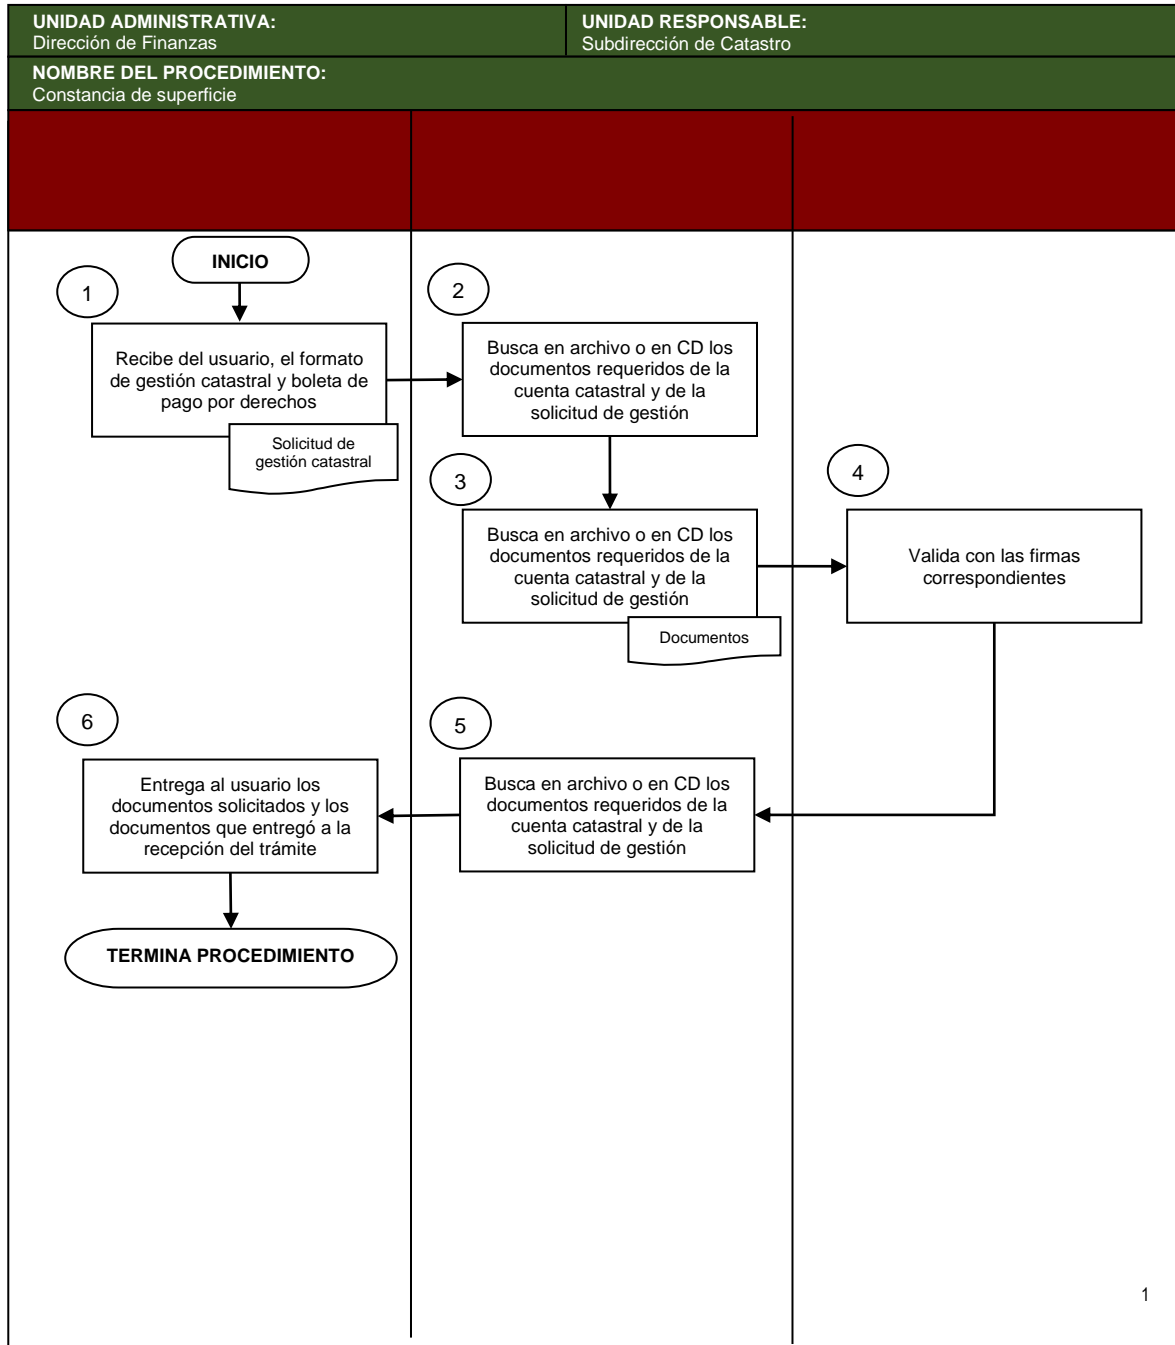 UNIDAD ADMINISTRATIVA:
Dirección de Finanzas
UNIDAD RESPONSABLE:
Subdirección de Catastro
NOMBRE DEL PROCEDIMIENTO:
Constancia de superficie
INICIO
1
Recibe del usuario, el formato
de gestión catastral y boleta de
pago por derechos
Solicitud de
gestión catastral
2
Busca en archivo o en CD los
documentos requeridos de la
cuenta catastral y de la
solicitud de gestión
3
Busca en archivo o en CD los
documentos requeridos de la
cuenta catastral y de la
solicitud de gestión
Documentos
4
Valida con las firmas
correspondientes
5
Busca en archivo o en CD los
documentos requeridos de la
cuenta catastral y de la
solicitud de gestión
6
Entrega al usuario los
documentos solicitados y los
documentos que entregó a la
recepción del trámite
TERMINA PROCEDIMIENTO
1